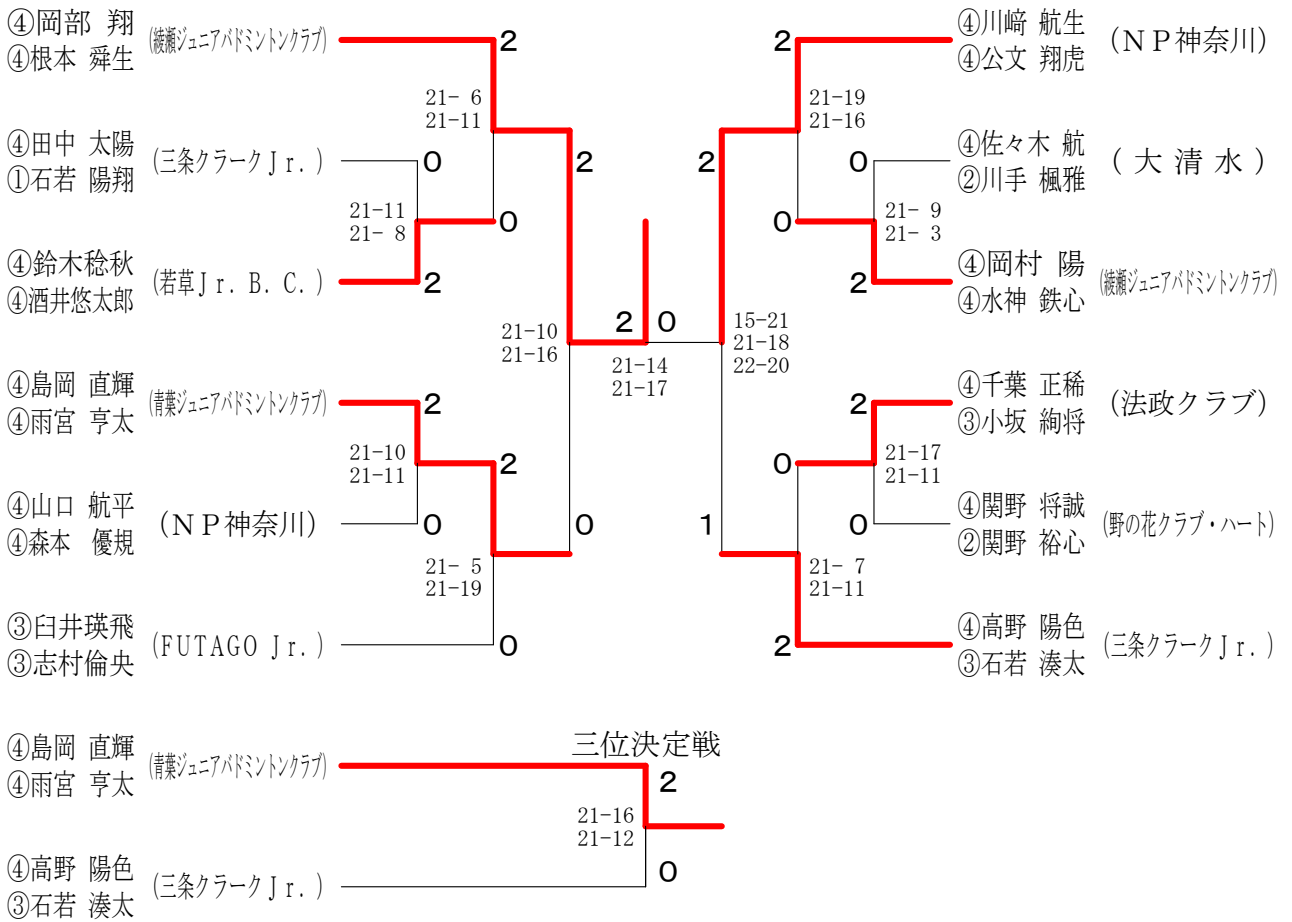 ④岡部 翔
④根本 舜生
(綾瀬ジュニアバドミントンクラブ)
2
21- 6
21-11
④田中 太陽
①石若 陽翔
(三条クラークJr.)
0
21-11
21- 8
0
2
④鈴木稔秋
④酒井悠太郎
(若草Jr. B. C.)
2
21-10
21-16
④島岡 直輝
④雨宮 亨太
(青葉ジュニアバドミントンクラブ)
2
21-10
21-11
2
④山口 航平
④森本 優規
(NP神奈川)
0
0
21- 5
21-19
③臼井瑛飛
③志村倫央
(FUTAGO Jr.)
0
2 0
21-14
21-17
2
④川﨑 航生
④公文 翔虎
(NP神奈川)
21-19
21-16
2
0
④佐々木 航
②川手 楓雅
(大清水)
0
21- 9
21- 3
2
④岡村 陽
④水神 鉄心
(綾瀬ジュニアバドミントンクラブ)
15-21
21-18
22-20
2
④千葉 正稀
③小坂 絢将
(法政クラブ)
0
21-17
21-11
1
0
④関野 将誠
②関野 裕心
(野の花クラブ・ハート)
21- 7
21-11
2
④高野 陽色
③石若 湊太
(三条クラークJr.)
三位決定戦
④島岡 直輝
④雨宮 亨太
(青葉ジュニアバドミントンクラブ)
2
21-16
21-12
④高野 陽色
③石若 湊太
(三条クラークJr.)
0